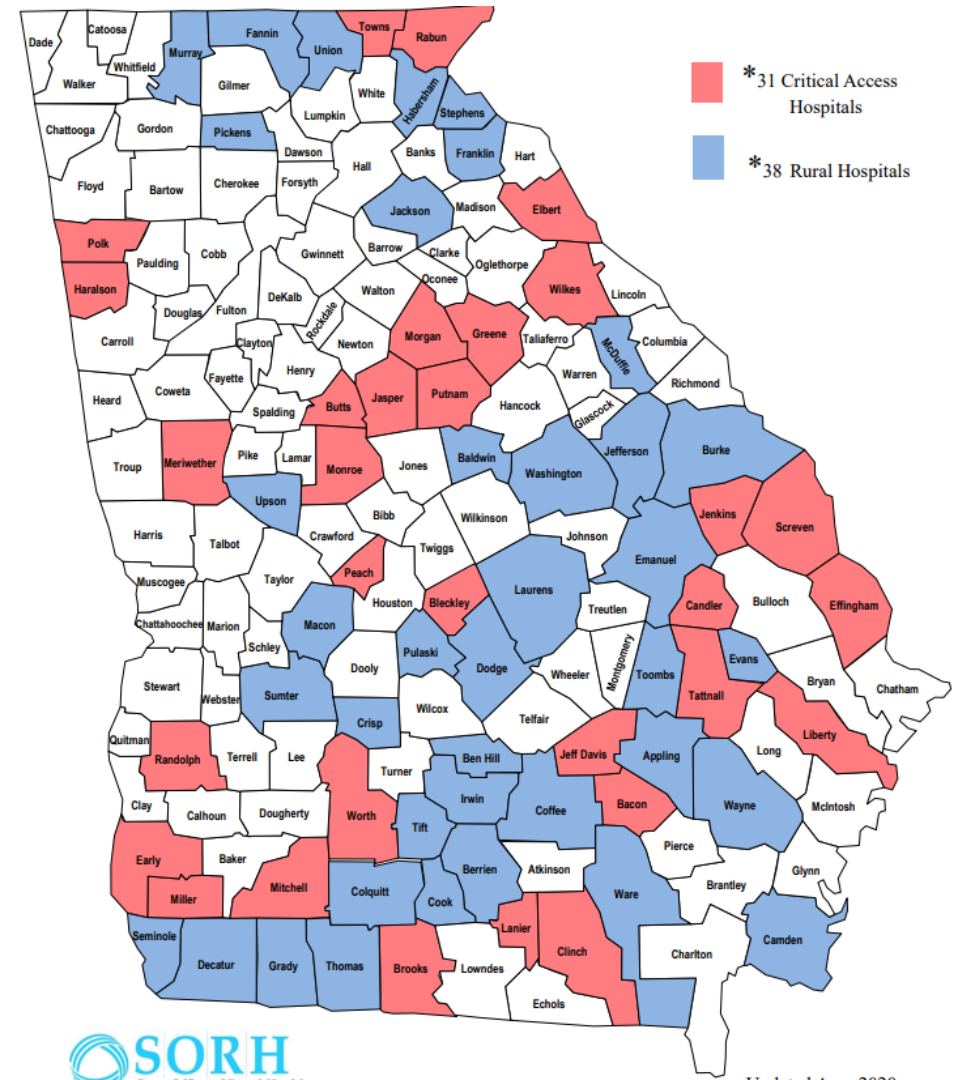 Dade
Catoosa
Whitfield
Murray
Fannin
Union
Towns
Rabun
Walker
Gilmer
White
Habersham
Stephens
*31 Critical Access
Hospitals
Chattooga
Gordon
Pickens
Lumpkin
Dawson
Banks
Franklin
Hart
*38 Rural Hospitals
Floyd
Bartow
Cherokee
Forsyth
Hall
Jackson
Madison
Elbert
Polk
Paulding
Cobb
Gwinnett
Barrow
Clarke
Oglethorpe
Haralson
Douglas
Fulton
DeKalb
Rockdale
Walton
Oconee
Wilkes
Lincoln
Carroll
Clayton
Newton
Morgan
Greene
Taliaferro
McDuffie
Columbia
Heard
Coweta
Fayette
Henry
Spalding
Butts
Jasper
Putnam
Hancock
Warren
Glascock
Richmond
Troup
Meriwether
Pike
Lamar
Monroe
Jones
Baldwin
Washington
Jefferson
Burke
Upson
Harris
Talbot
Crawford
Bibb
Wilkinson
Johnson
Jenkins
Screven
Muscogee
Taylor
Peach
Twiggs
Emanuel
Chattahoochee
Marion
Schley
Macon
Houston
Bleckley
Laurens
Treutlen
Candler
Bulloch
Effingham
Stewart
Webster
Sumter
Dooly
Pulaski
Dodge
Wheeler
Montgomery
Toombs
Evans
Tattnall
Bryan
Chatham
Quitman
Randolph
Terrell
Lee
Crisp
Wilcox
Telfair
Jeff Davis
Appling
Long
Liberty
Clay
Calhoun
Dougherty
Worth
Turner
Ben Hill
Irwin
Coffee
Bacon
Wayne
McIntosh
Early
Baker
Mitchell
Tift
Berrien
Atkinson
Pierce
Glynn
Miller
Colquitt
Cook
Ware
Brantley
Seminole
Decatur
Grady
Thomas
Brooks
Lanier
Lowndes
Clinch
Echols
Charlton
Camden
SORH